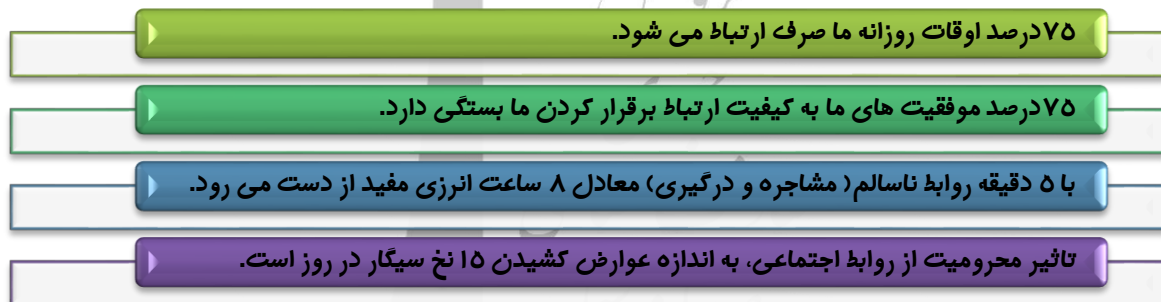 ۷۵درصد اوقات روزانه ما صرف ارتباط می شود.
۷۵درصد موفقیت های ما به کیفیت ارتباط برقرار کردن ما بستگی دارد.
با ۵ دقیقه روابط ناسالم( مشاجره و درگیری) معادل ۸ ساعت انرزی مفید از دست می رود.
تاثیر محرومیت از روابط اجتماعی، به اندازه عوارض کشیدن ۱۵ نخ سیگار در روز است.